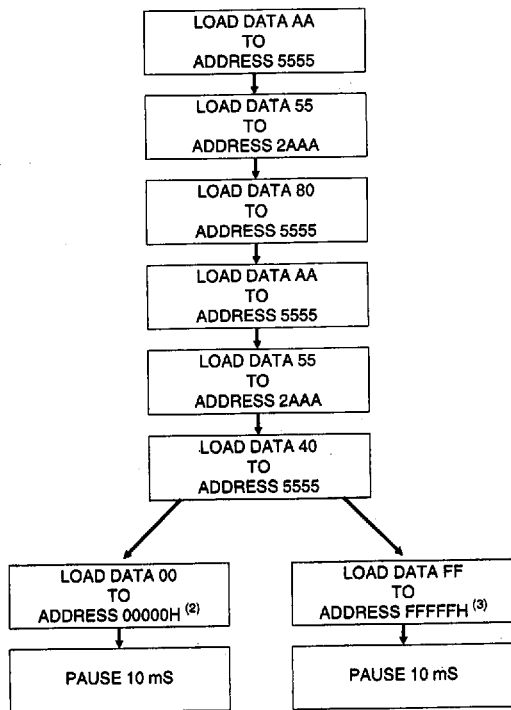 LOAD DATA AA
TO
ADDRESS 5555
LOAD DATA 55
TO
ADDRESS 2AAA
LOAD DATA 80
TO
ADDRESS 5555
LOAD DATA AA
TO
ADDRESS 5555
LOAD DATA 55
TO
ADDRESS 2AAA
LOAD DATA 40
TO
ADDRESS 5555
LOAD DATA 00
TO
ADDRESS 00000H (2)
PAUSE 10 mS
LOAD DATA FF
TO
ADDRESS FFFFFH (3)
PAUSE 10 mS